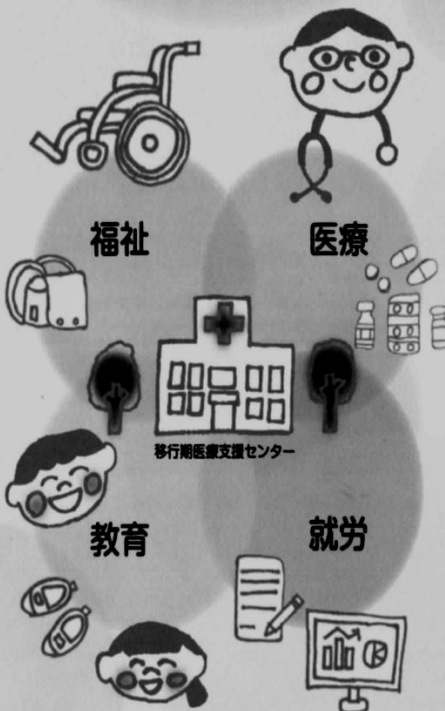 福祉
医療
移行期医療支援センター
教育
就労